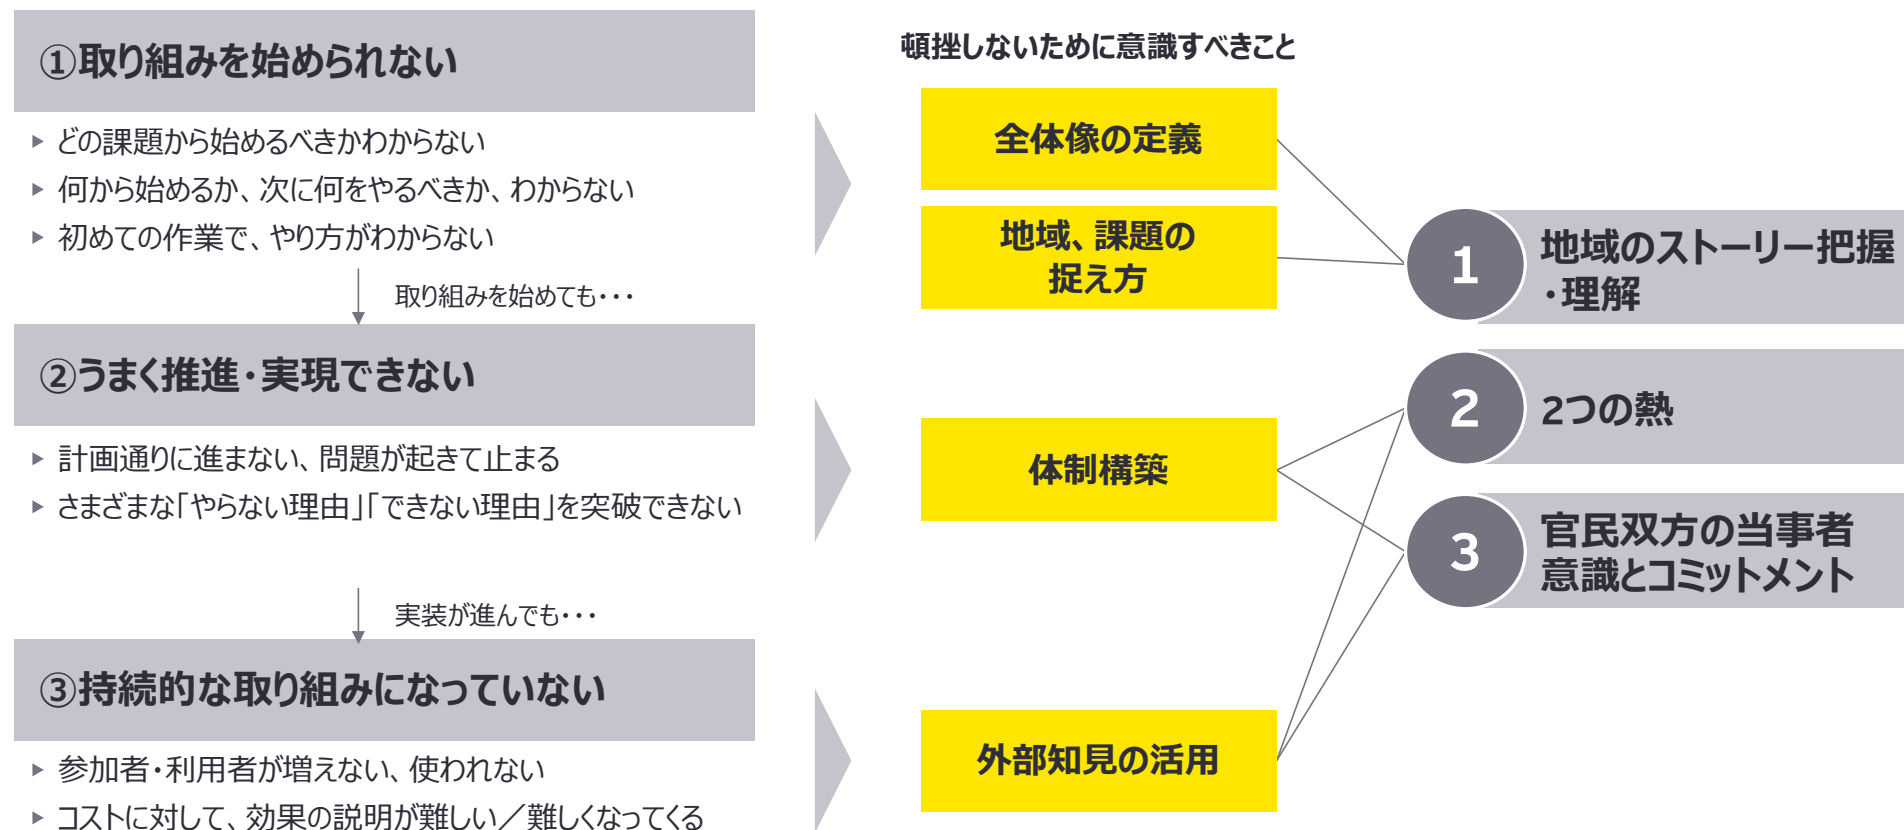 ①取り組みを始められない
▶ どの課題から始めるべきかわからない
▶ 何から始めるか、次に何をやるべきか、わからない
▶ 初めての作業で、やり方がわからない
取り組みを始めても・・・
②うまく推進・実現できない
▶ 計画通りに進まない、問題が起きて止まる
▶ さまざまな「やらない理由」「できない理由」を突破できない
実装が進んでも・・・
③持続的な取り組みになっていない
▶ 参加者・利用者が増えない、使われない
▶ コストに対して、効果の説明が難しい／難しくなってくる
頓挫しないために意識すべきこと
全体像の定義
地域、課題の
捉え方
体制構築
外部知見の活用
1
地域のストーリー把握
・理解
2
2つの熱
3
官民双方の当事者
意識とコミットメント